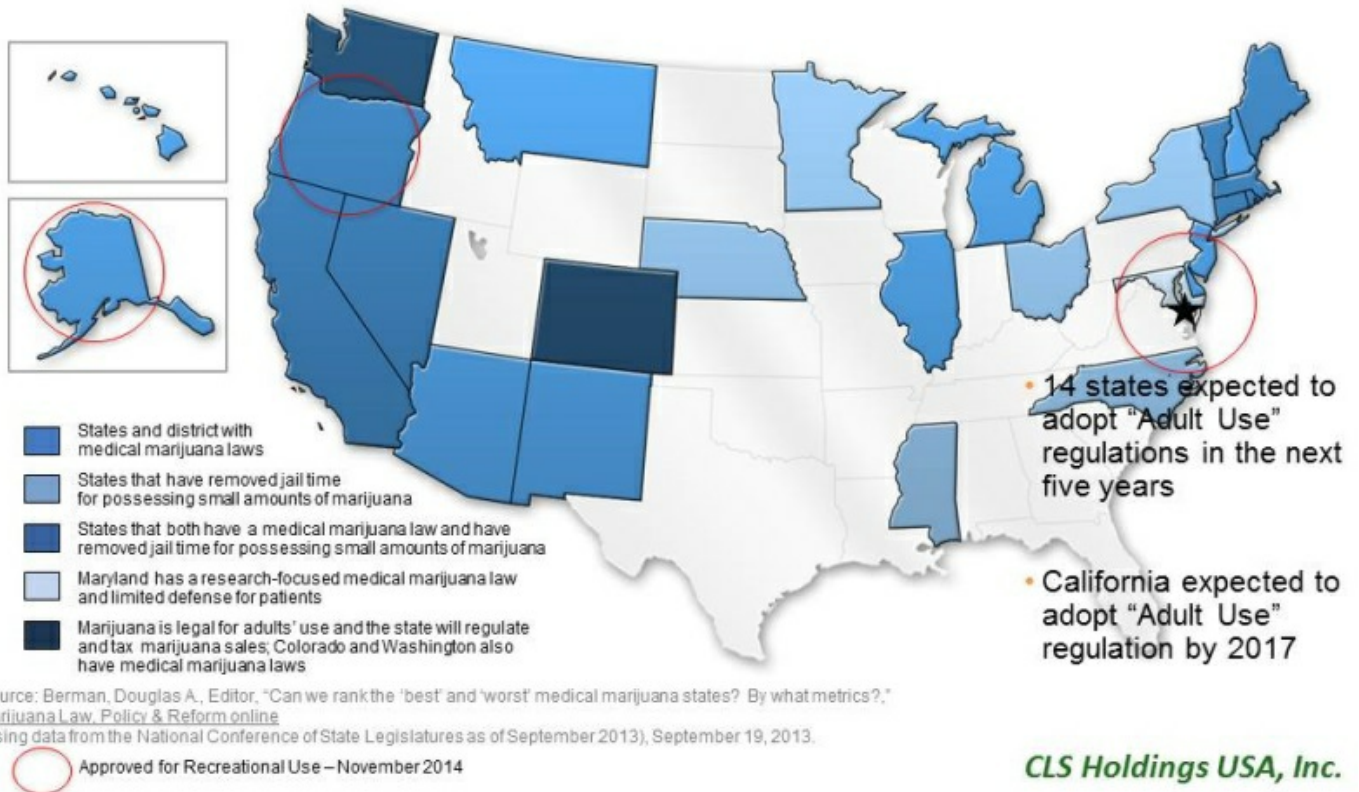 States and district with
medical marijuana laws
States that have removed jail time
for possessing small amounts of marijuana
States that both have a medical marijuana law and have
removed jail time for possessing small amounts of marijuana
Maryland has a research-focused medical marijuana law
and limited defense for patients
Marijuana is legal for adults' use and the state will regulate
and tax marijuana sales; Colorado and Washington also
have medical marijuana laws
• 14 states expected to
adopt “Adult Use”
regulations in the next
five years
• California expected to
adopt “Adult Use”
regulation by 2017
urce: Berman, Douglas A., Editor, “Can we rank the ‘best’ and ‘worst’ medical marijuana states? By what metrics?,”
arijuana Law, Policy & Reform online
sing data from the National Conference of State Legislatures as of September 2013), September 19, 2013.
Approved for Recreational Use – November 2014
CLS Holdings USA, Inc.